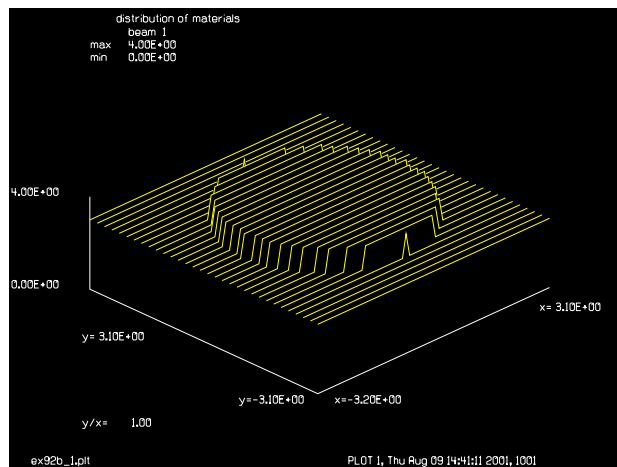 distribution of materials
beam 1
max 4.00E+00
min 0.00E+00
4.00E+00
0.00E+00
x= 3.10E+00
y= 3.10E+00
y=-3.10E+00
x=-3.20E+00
y/x= 1.00
ex92b_1.plt
PLOT 1, Thu Aug 09 14:41:11 2001, 1001